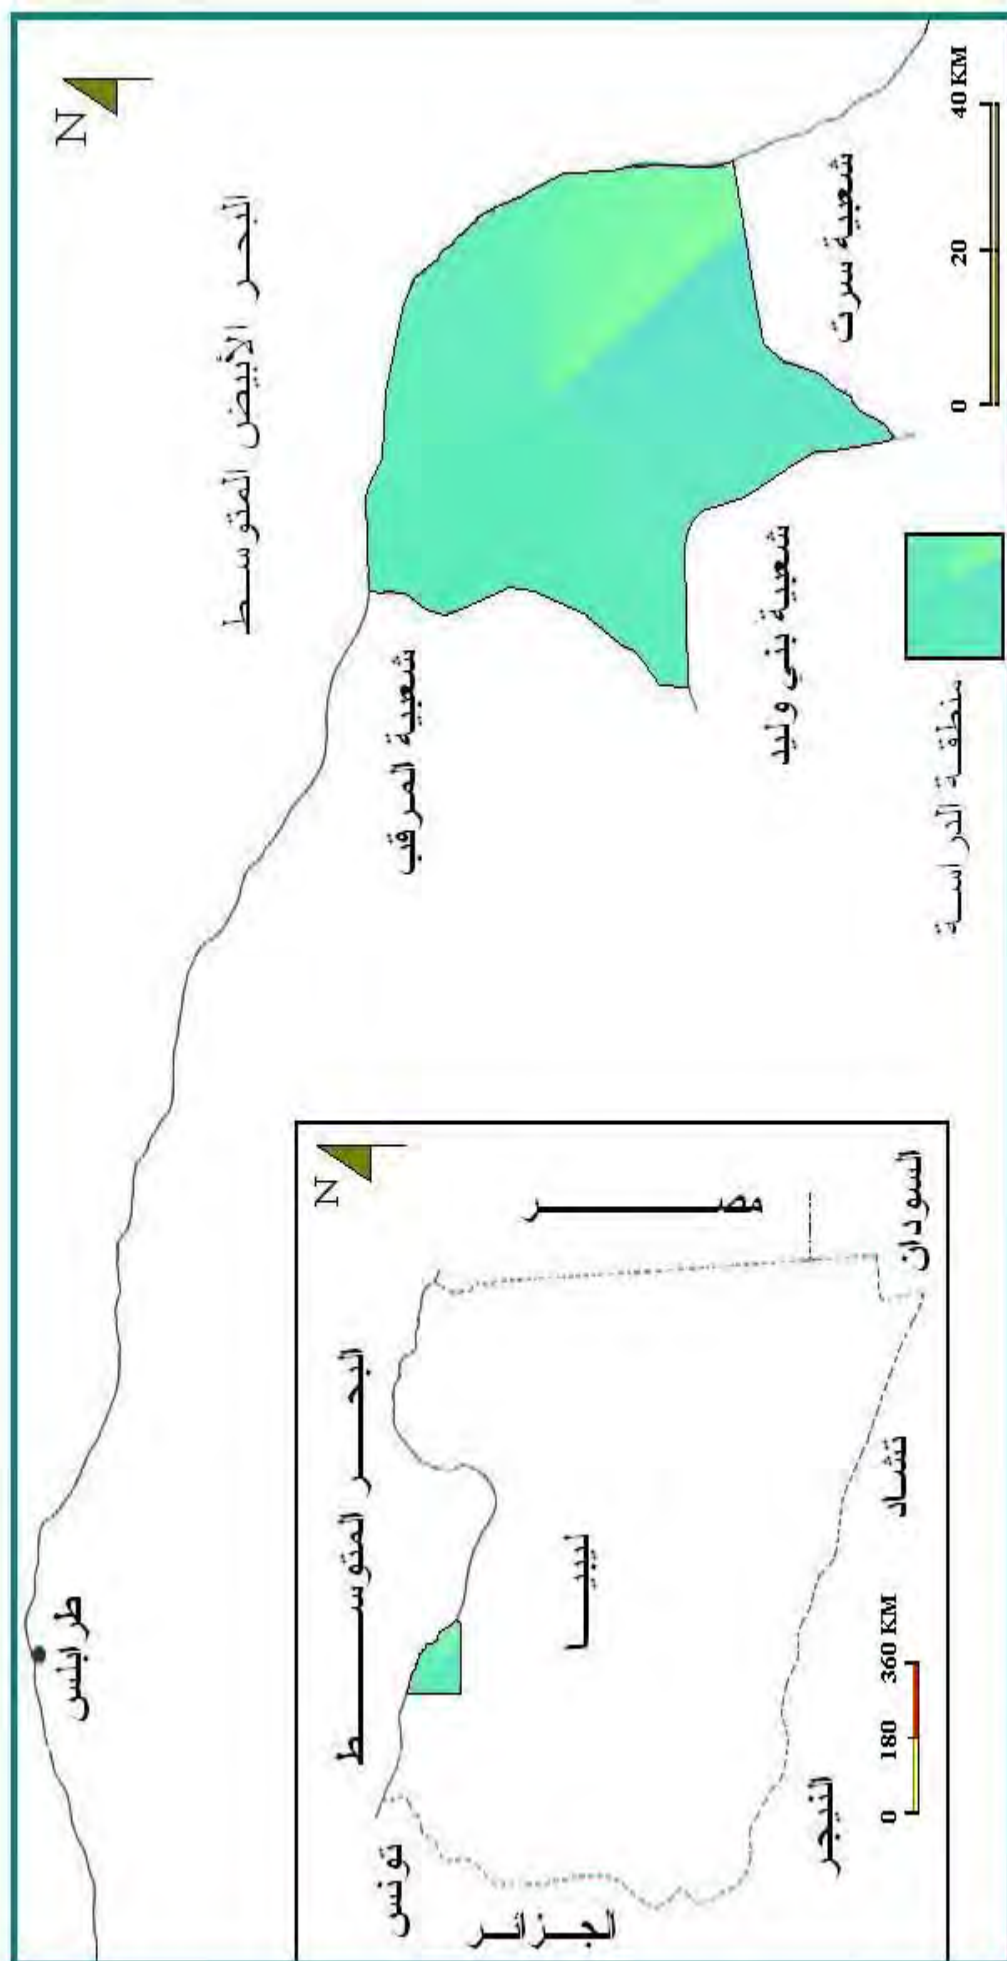 N
البحر الأبيض المتوسط
طرابلس
شعبية المرقب
شعبية بني وليد
شعبية سرت
منطقة الدراسة
0 20 40 KM
N
البحر المتوسط
تونس
الجزائر
ليبيا
مصر
السودان
تشاد
النيجر
0 180 360 KM